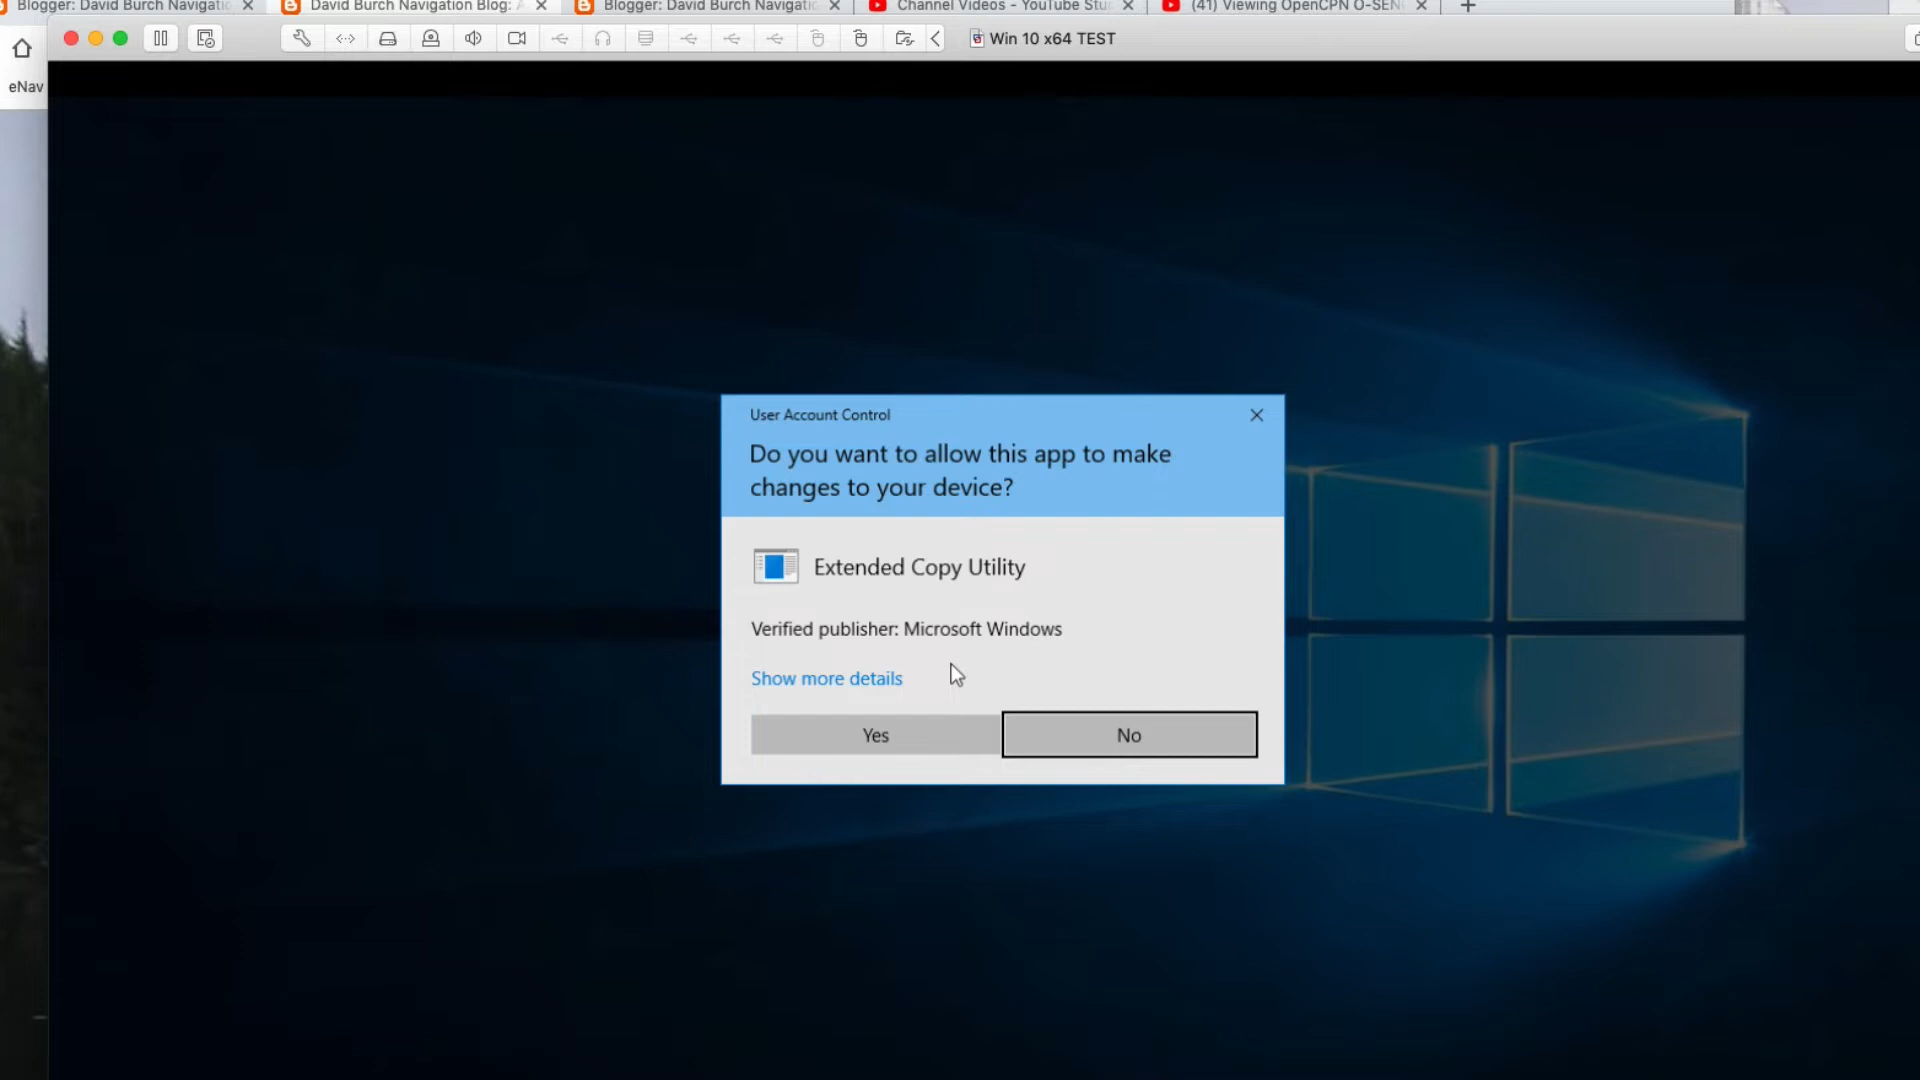 Blogger: David Burch Navigatio
David Burch Navigation Blog:
Blogger: David Burch Navigatio
Channel Videos - YouTube Stu
(41) Viewing OpenCPN O-SEN
Win 10 x64 TEST
eNav
User Account Control
Do you want to allow this app to make
changes to your device?
Extended Copy Utility
Verified publisher: Microsoft Windows
Show more details
Yes
No